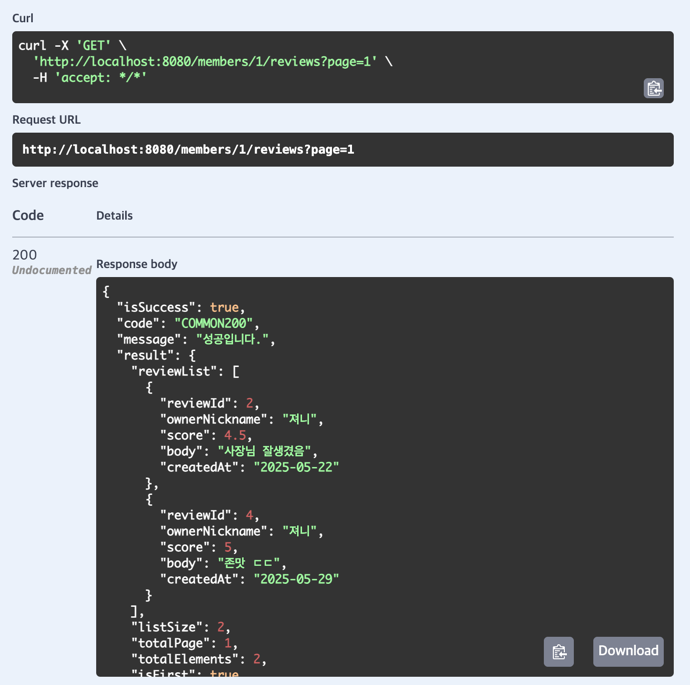 Curl
curl -X 'GET' \
  'http://localhost:8080/members/1/reviews?page=1' \
  -H 'accept: */*'
Request URL
http://localhost:8080/members/1/reviews?page=1
Server response
Code Details
200
Undocumented
Response body
{
  "isSuccess": true,
  "code": "COMMON200",
  "message": "성공입니다.",
  "result": {
    "reviewList": [
      {
        "reviewId": 2,
        "ownerNickname": "져니",
        "score": 4.5,
        "body": "사장님 잘생겼음",
        "createdAt": "2025-05-22"
      },
      {
        "reviewId": 4,
        "ownerNickname": "져니",
        "score": 5,
        "body": "존맛 ㄷㄷ",
        "createdAt": "2025-05-29"
      }
    ],
    "listSize": 2,
    "totalPage": 1,
    "totalElements": 2,
    "isFirst": true
Download